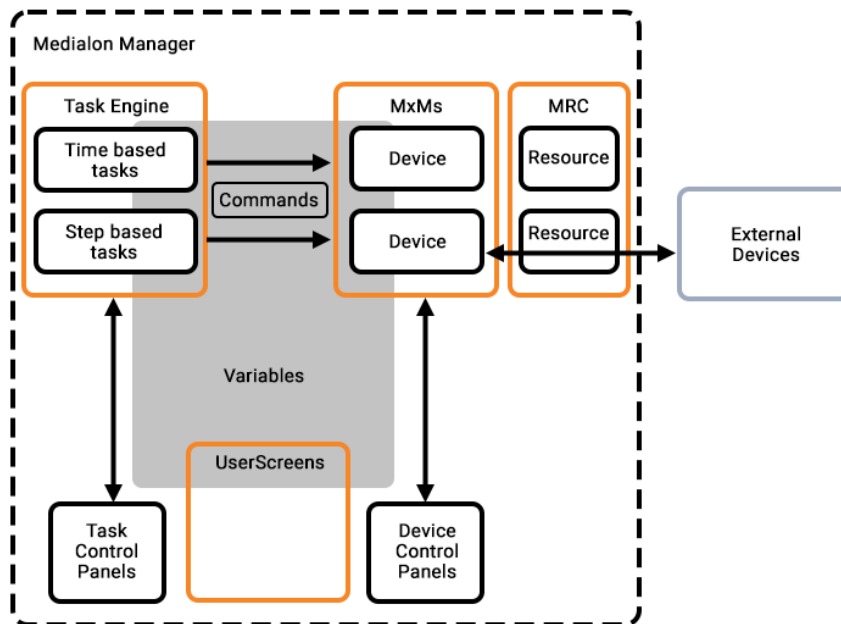 Medialon Manager
Task Engine
MxMs
MRC
Time based
tasks
Device
Resource
Commands
Step based
tasks
Device
Resource
External
Devices
Variables
UserScreens
Task
Control
Panels
Device
Control
Panels